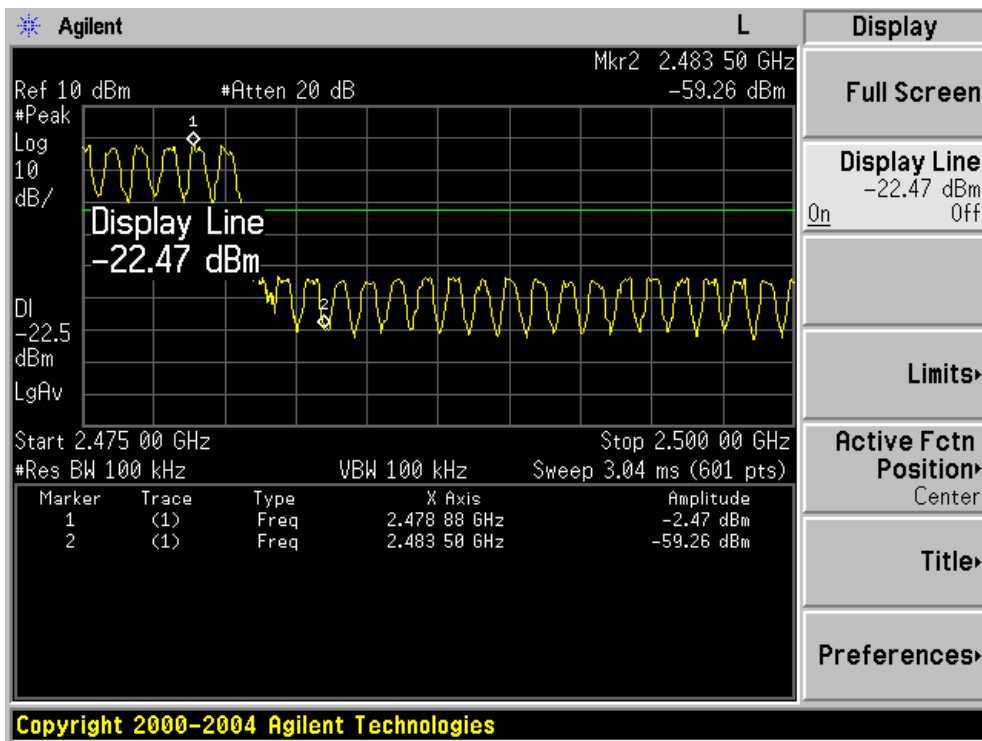 Agilent
L
Display
Mkr2 2.483 50 GHz
Ref 10 dBm #Atten 20 dB -59.26 dBm
#Peak
Log
10
dB/
1
Display Line
-22.47 dBm
2
DI
-22.5
dBm
LgAv
Start 2.475 00 GHz Stop 2.500 00 GHz
#Res BW 100 kHz VBW 100 kHz Sweep 3.04 ms (601 pts)
Marker Trace Type X Axis Amplitude
1 (1) Freq 2.478 88 GHz -2.47 dBm
2 (1) Freq 2.483 50 GHz -59.26 dBm
Full Screen
Display Line
-22.47 dBm
On Off
Limits
Active Fctn
Position
Center
Title
Preferences
Copyright 2000-2004 Agilent Technologies